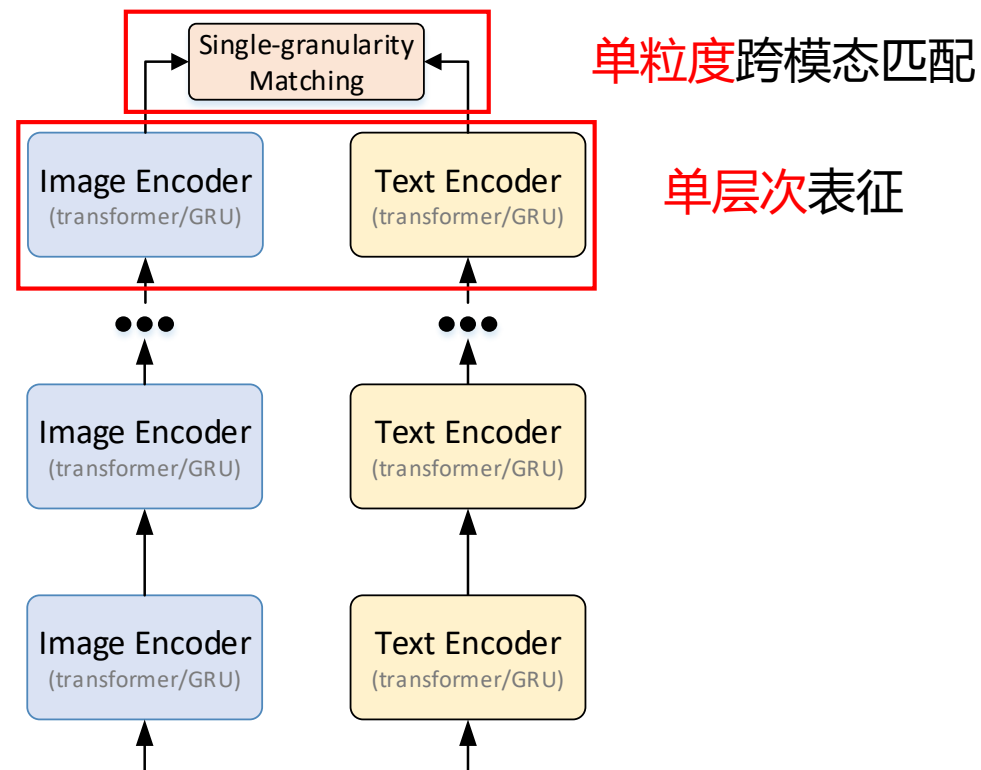 Single-granularity
Matching
单粒度跨模态匹配
Image Encoder
(transformer/GRU)
Text Encoder
(transformer/GRU)
单层次表征
Image Encoder
(transformer/GRU)
Text Encoder
(transformer/GRU)
Image Encoder
(transformer/GRU)
Text Encoder
(transformer/GRU)